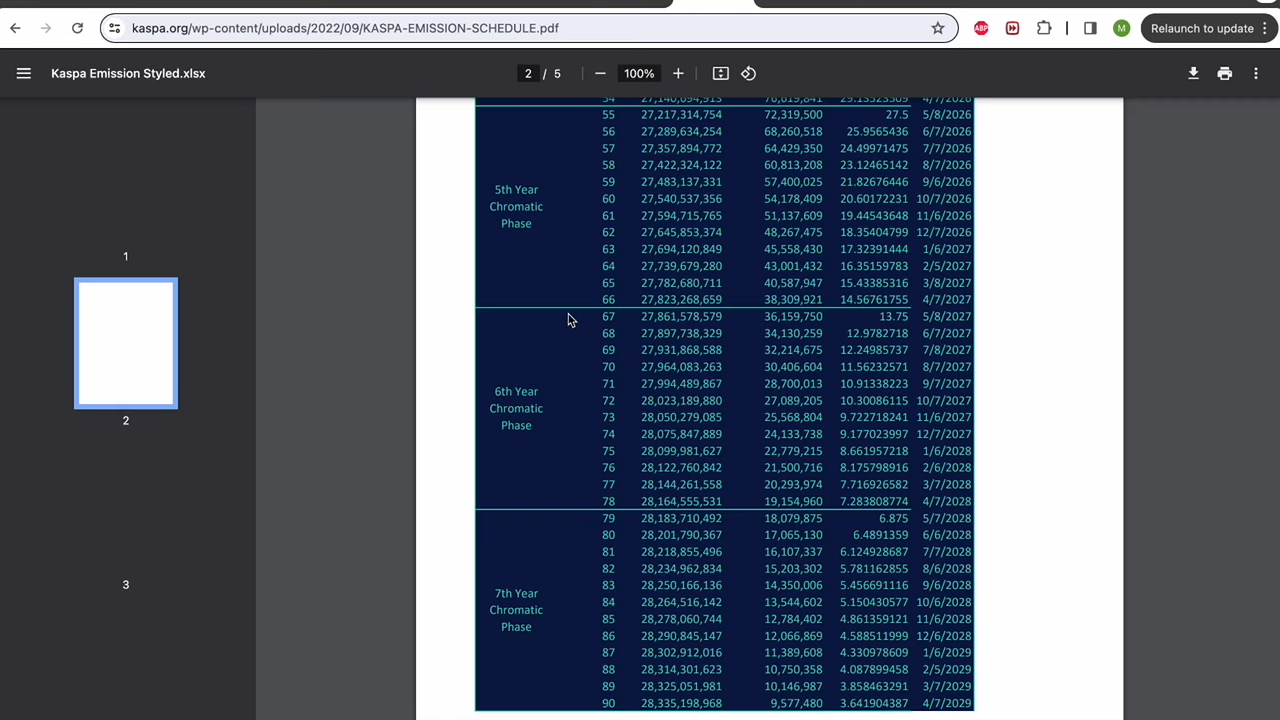 kaspa.org/wp-content/uploads/2022/09/KASPA-EMISSION-SCHEDULE.pdf
ABP
M
Relaunch to update
Kaspa Emission Styled.xlsx
2 / 5
100%
1
2
3
54 27,140,694,913 76,619,841 29.13523509 4/7/2026
55 27,217,314,754 72,319,500 27.5 5/8/2026
56 27,289,634,254 68,260,518 25.9565436 6/7/2026
57 27,357,894,772 64,429,350 24.49971475 7/7/2026
58 27,422,324,122 60,813,208 23.12465142 8/7/2026
59 27,483,137,331 57,400,025 21.82676446 9/6/2026
5th Year
Chromatic
Phase
60 27,540,537,356 54,178,409 20.60172231 10/7/2026
61 27,594,715,765 51,137,609 19.44543648 11/6/2026
62 27,645,853,374 48,267,475 18.35404799 12/7/2026
63 27,694,120,849 45,558,430 17.32391444 1/6/2027
64 27,739,679,280 43,001,432 16.35159783 2/5/2027
65 27,782,680,711 40,587,947 15.43385316 3/8/2027
66 27,823,268,659 38,309,921 14.56761755 4/7/2027
67 27,861,578,579 36,159,750 13.75 5/8/2027
68 27,897,738,329 34,130,259 12.9782718 6/7/2027
69 27,931,868,588 32,214,675 12.24985737 7/8/2027
70 27,964,083,263 30,406,604 11.56232571 8/7/2027
71 27,994,489,867 28,700,013 10.91338223 9/7/2027
6th Year
Chromatic
Phase
72 28,023,189,880 27,089,205 10.30086115 10/7/2027
73 28,050,279,085 25,568,804 9.722718241 11/6/2027
74 28,075,847,889 24,133,738 9.177023997 12/7/2027
75 28,099,981,627 22,779,215 8.661957218 1/6/2028
76 28,122,760,842 21,500,716 8.175798916 2/6/2028
77 28,144,261,558 20,293,974 7.716926582 3/7/2028
78 28,164,555,531 19,154,960 7.283808774 4/7/2028
79 28,183,710,492 18,079,875 6.875 5/7/2028
80 28,201,790,367 17,065,130 6.4891359 6/6/2028
81 28,218,855,496 16,107,337 6.124928687 7/7/2028
82 28,234,962,834 15,203,302 5.781162855 8/6/2028
83 28,250,166,136 14,350,006 5.456691116 9/6/2028
7th Year
Chromatic
Phase
84 28,264,516,142 13,544,602 5.150430577 10/6/2028
85 28,278,060,744 12,784,402 4.861359121 11/6/2028
86 28,290,845,147 12,066,869 4.588511999 12/6/2028
87 28,302,912,016 11,389,608 4.330978609 1/6/2029
88 28,314,301,623 10,750,358 4.087899458 2/5/2029
89 28,325,051,981 10,146,987 3.858463291 3/7/2029
90 28,335,198,968 9,577,480 3.641904387 4/7/2029